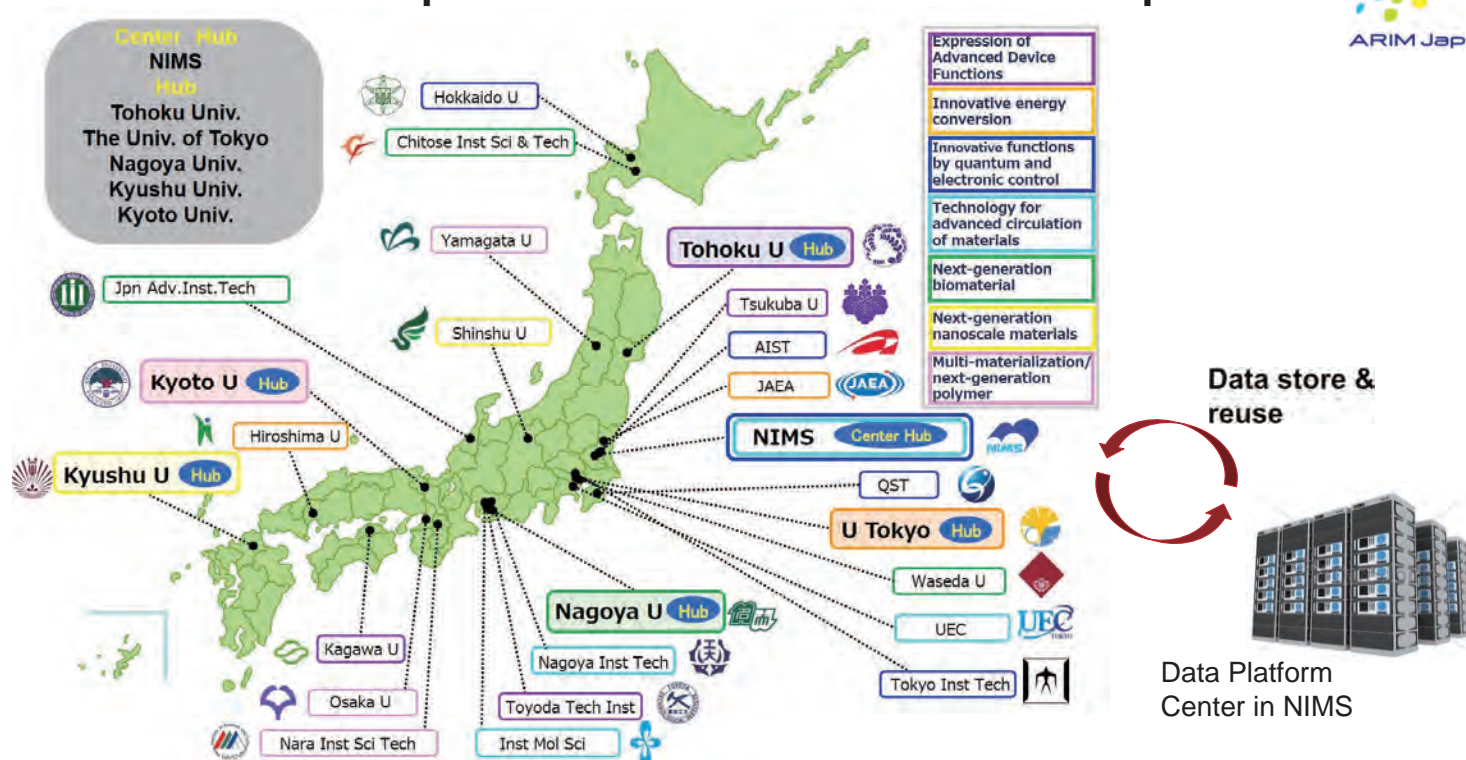 ARIM Jap
Center Hub
NIMS
Hub
Tohoku Univ.
The Univ. of Tokyo
Nagoya Univ.
Kyushu Univ.
Kyoto Univ.
Expression of
Advanced Device
Functions
Innovative energy
conversion
Innovative functions
by quantum and
electronic control
Technology for
advanced circulation
of materials
Next-generation
biomaterial
Next-generation
nanoscale materials
Multi-materialization/
next-generation
polymer
Hokkaido U
Chitose Inst Sci & Tech
Yamagata U
Tohoku U Hub
Jpn Adv.Inst.Tech
Shinshu U
Tsukuba U
AIST
JAEA
JAEA
Kyoto U Hub
Hiroshima U
Kyushu U Hub
NIMS Center Hub
NIMS
QST
U Tokyo Hub
Waseda U
Nagoya U Hub
UEC
UEC
TOKYO
Kagawa U
Nagoya Inst Tech
Tokyo Inst Tech
Osaka U
Toyoda Tech Inst
Nara Inst Sci Tech
Inst Mol Sci
Data store &
reuse
Data Platform
Center in NIMS